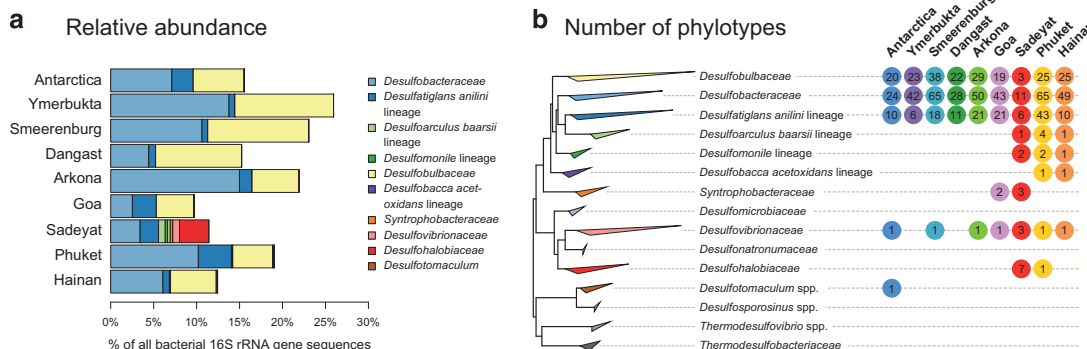 a Relative abundance
Antarctica
Ymerbukta
Smeerenburg
Dangast
Arkona
Goa
Sadeyat
Phuket
Hainan
0% 5% 10% 15% 20% 25% 30%
% of all bacterial 16S rRNA gene sequences
Desulfobacteraceae
Desulfatiglans anilini
lineage
Desulfoarculus baarsii
lineage
Desulfomonile lineage
Desulfobulbaceae
Desulfobacca acet-
oxidans lineage
Syntrophobacteraceae
Desulfovibrionaceae
Desulfohalobiaceae
Desulfotomaculum
b Number of phylotypes
Antarctica Ymerbukta Smeerenburg Dangast Arkona Goa Sadeyat Phuket Hainan
Desulfobulbaceae 20 23 38 22 29 19 3 25 25
Desulfobacteraceae 24 42 65 28 50 43 11 65 49
Desulfatiglans anilini lineage 10 6 18 11 21 21 6 43 10
Desulfoarculus baarsii lineage 1 4 1
Desulfomonile lineage 2 2 1
Desulfobacca acetoxidans lineage 1 1
Syntrophobacteraceae 2 3
Desulfomicrobiaceae
Desulfovibrionaceae 1 1 1 1 3 1 1
Desulfonatronumaceae
Desulfohalobiaceae 7 1
Desulfotomaculum spp. 1
Desulfosporosinus spp.
Thermodesulfovibrio spp.
Thermodesulfobacteriaceae